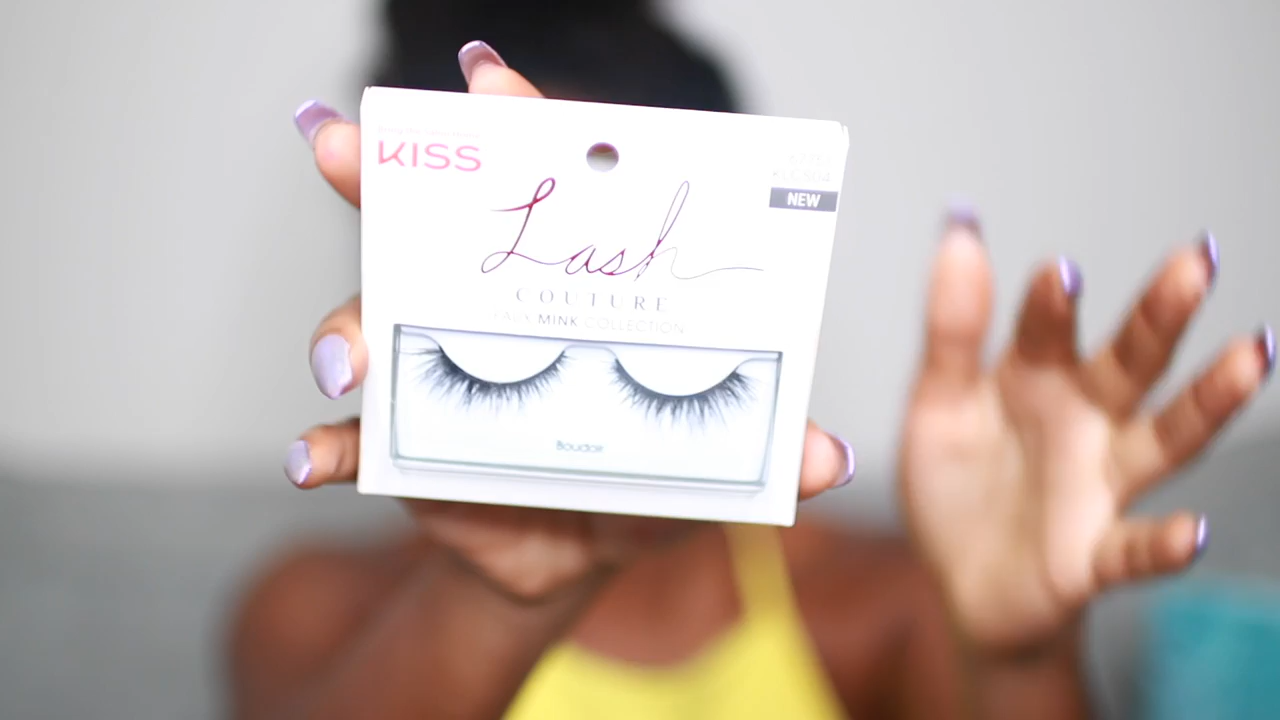 KISS
NEW
Lash
COUTURE
FAUX MINK COLLECTION
Boudoir